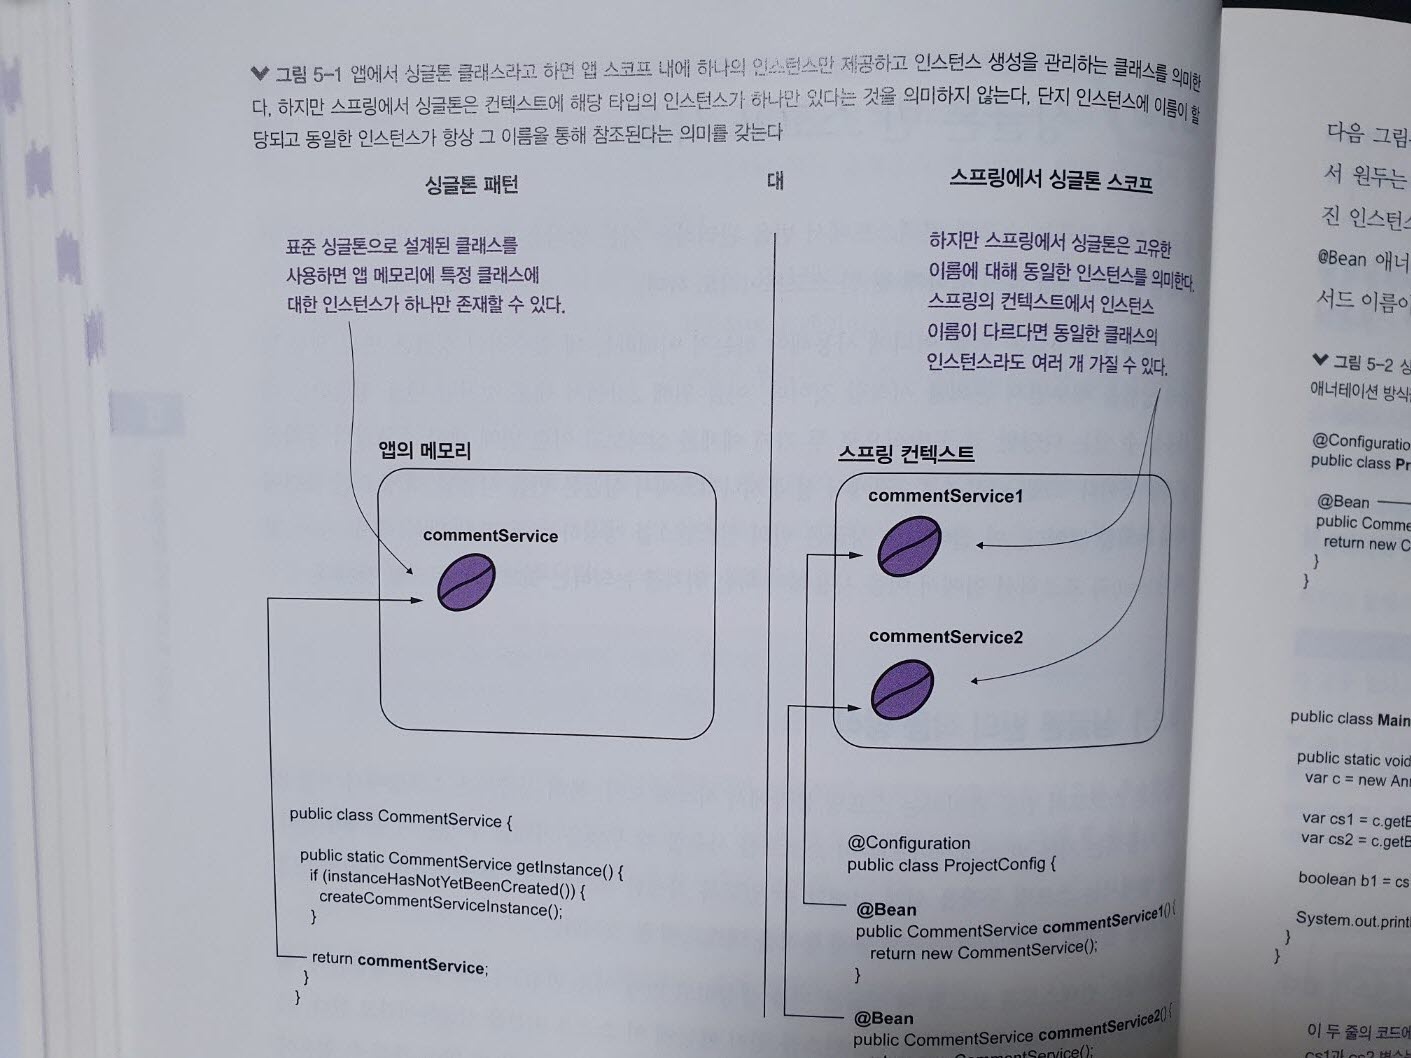 그림 5-1 앱에서 싱글톤 클래스라고 하면 앱 스코프 내에 하나의 인스턴스만 제공하고 인스턴스 생성을 관리하는 클래스를 의미한
다, 하지만 스프링에서 싱글톤은 컨텍스트에 해당 타입의 인스턴스가 하나만 있다는 것을 의미하지 않는다, 단지 인스턴스에 이름이 할
당되고 동일한 인스턴스가 항상 그 이름을 통해 참조된다는 의미를 갖는다
싱글톤 패턴
대
스프링에서 싱글톤 스코프
표준 싱글톤으로 설계된 클래스를
사용하면 앱 메모리에 특정 클래스에
대한 인스턴스가 하나만 존재할 수 있다.
하지만 스프링에서 싱글톤은 고유한
이름에 대해 동일한 인스턴스를 의미한다.
스프링의 컨텍스트에서 인스턴스
이름이 다르다면 동일한 클래스의
인스턴스라도 여러 개 가질 수 있다.
앱의 메모리
commentService
스프링 컨텍스트
commentService1
commentService2
public class CommentService {
public static CommentService getInstance() {
if (instanceHasNotYetBeenCreated()) {
createCommentServiceInstance();
}
return commentService;
}
}
@Configuration
public class ProjectConfig {
@Bean
public CommentService commentService1() {
return new CommentService();
}
@Bean
public CommentService commentService2() {
return new CommentService();
다음 그림
서 원두는
진 인스턴스
@Bean 애너
서드 이름이
그림 5-2 싱
애너테이션 방식
@Configuration
public class Pr
@Bean
public Comme
return new C
}
}
public class Main
public static void
var c = new Ann
var cs1 = c.getB
var cs2 = c.getB
boolean b1 = cs
System.out.printl
}
}
이 두 줄의 코드에